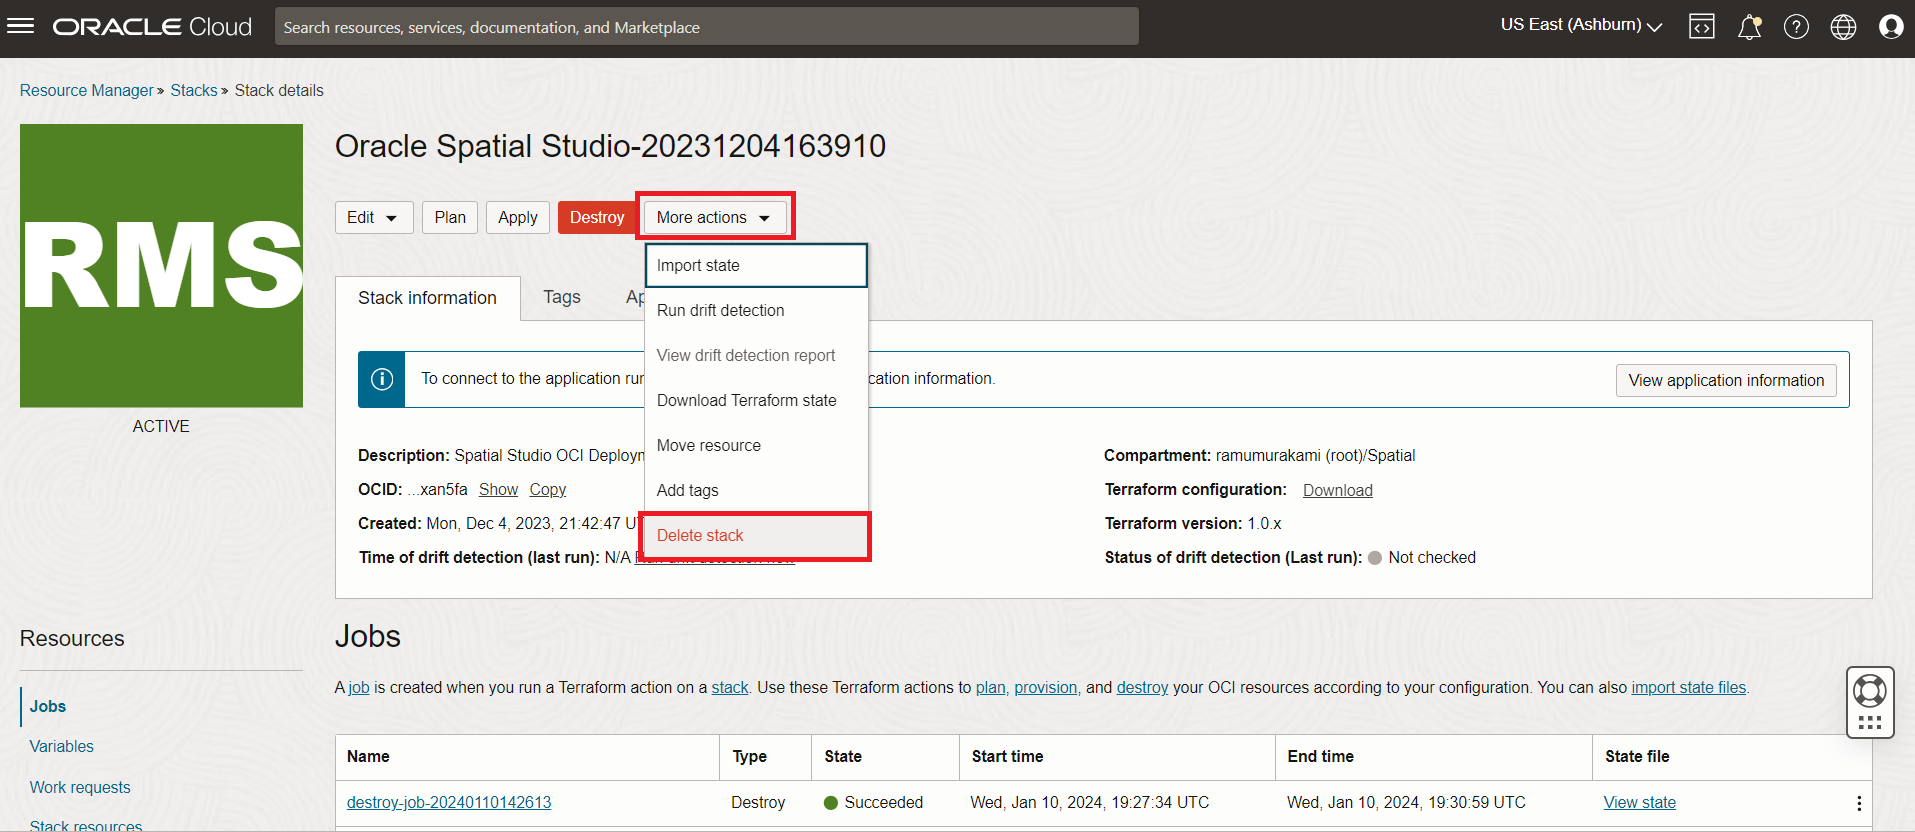 ORACLE Cloud
Search resources, services, documentation, and Marketplace
US East (Ashburn)
Resource Manager » Stacks » Stack details
RMS
ACTIVE
Oracle Spatial Studio-20231204163910
Edit Plan Apply Destroy More actions
Import state
Run drift detection
View drift detection report
Download Terraform state
Move resource
Add tags
Delete stack
Stack information Tags Ap
To connect to the application run cation information. View application information
Description: Spatial Studio OCI Deployn
OCID: ...xan5fa Show Copy
Created: Mon, Dec 4, 2023, 21:42:47 U
Time of drift detection (last run): N/A
Compartment: ramumurakami (root)/Spatial
Terraform configuration: Download
Terraform version: 1.0.x
Status of drift detection (Last run): Not checked
Resources
Jobs
Variables
Work requests
Stack resources
Jobs
A job is created when you run a Terraform action on a stack. Use these Terraform actions to plan, provision, and destroy your OCI resources according to your configuration. You can also import state files.
Name Type State Start time End time State file
destroy-job-20240110142613 Destroy Succeeded Wed, Jan 10, 2024, 19:27:34 UTC Wed, Jan 10, 2024, 19:30:59 UTC View state